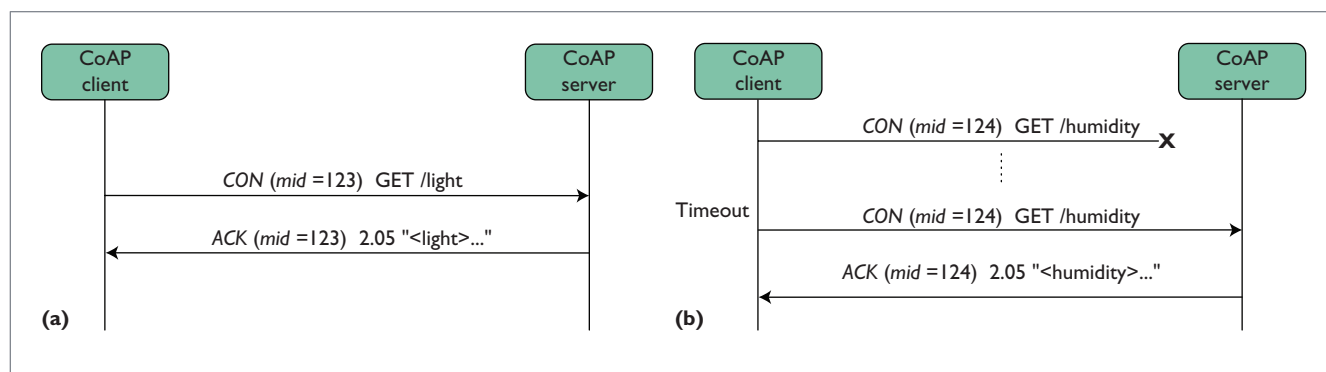 CoAP
client
CoAP
server
CON (mid =123) GET /light
ACK (mid =123) 2.05 "<light>..."
(a)
CoAP
client
CoAP
server
CON (mid =124) GET /humidity
x
Timeout
CON (mid =124) GET /humidity
ACK (mid =124) 2.05 "<humidity>..."
(b)